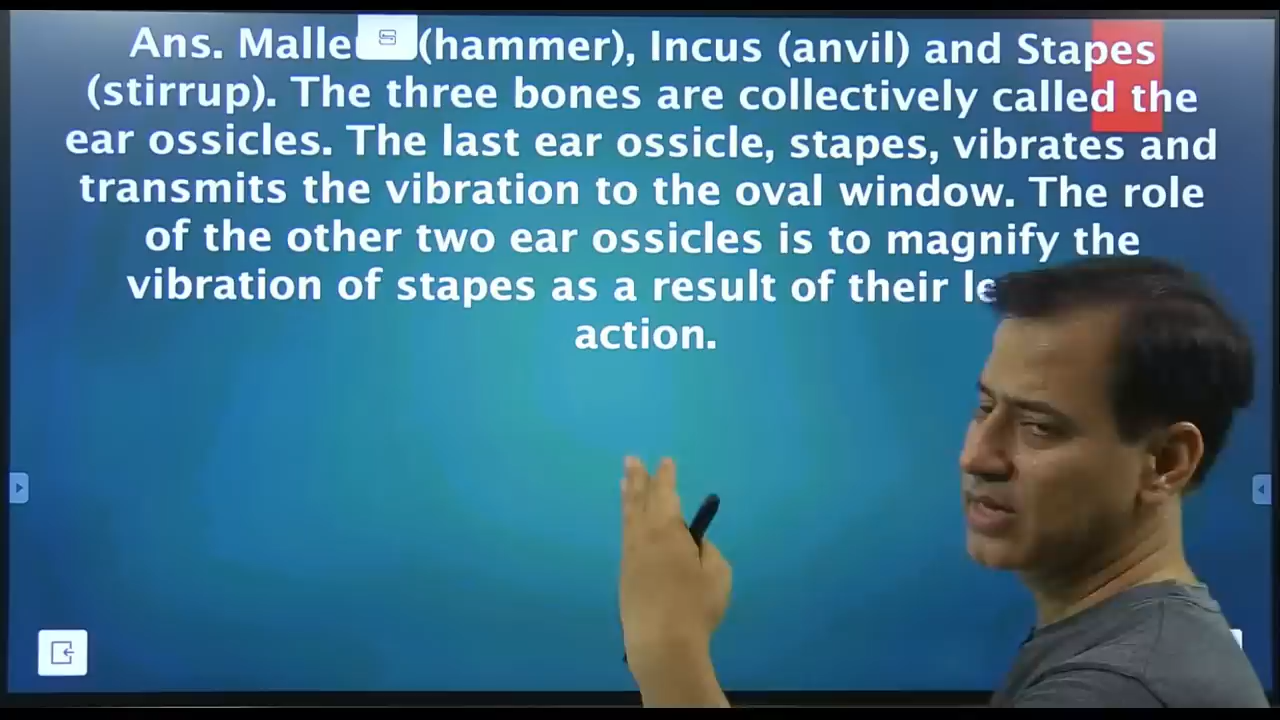 Ans. Malle (hammer), Incus (anvil) and Stapes
(stirrup). The three bones are collectively called the
ear ossicles. The last ear ossicle, stapes, vibrates and
transmits the vibration to the oval window. The role
of the other two ear ossicles is to magnify the
vibration of stapes as a result of their
action.